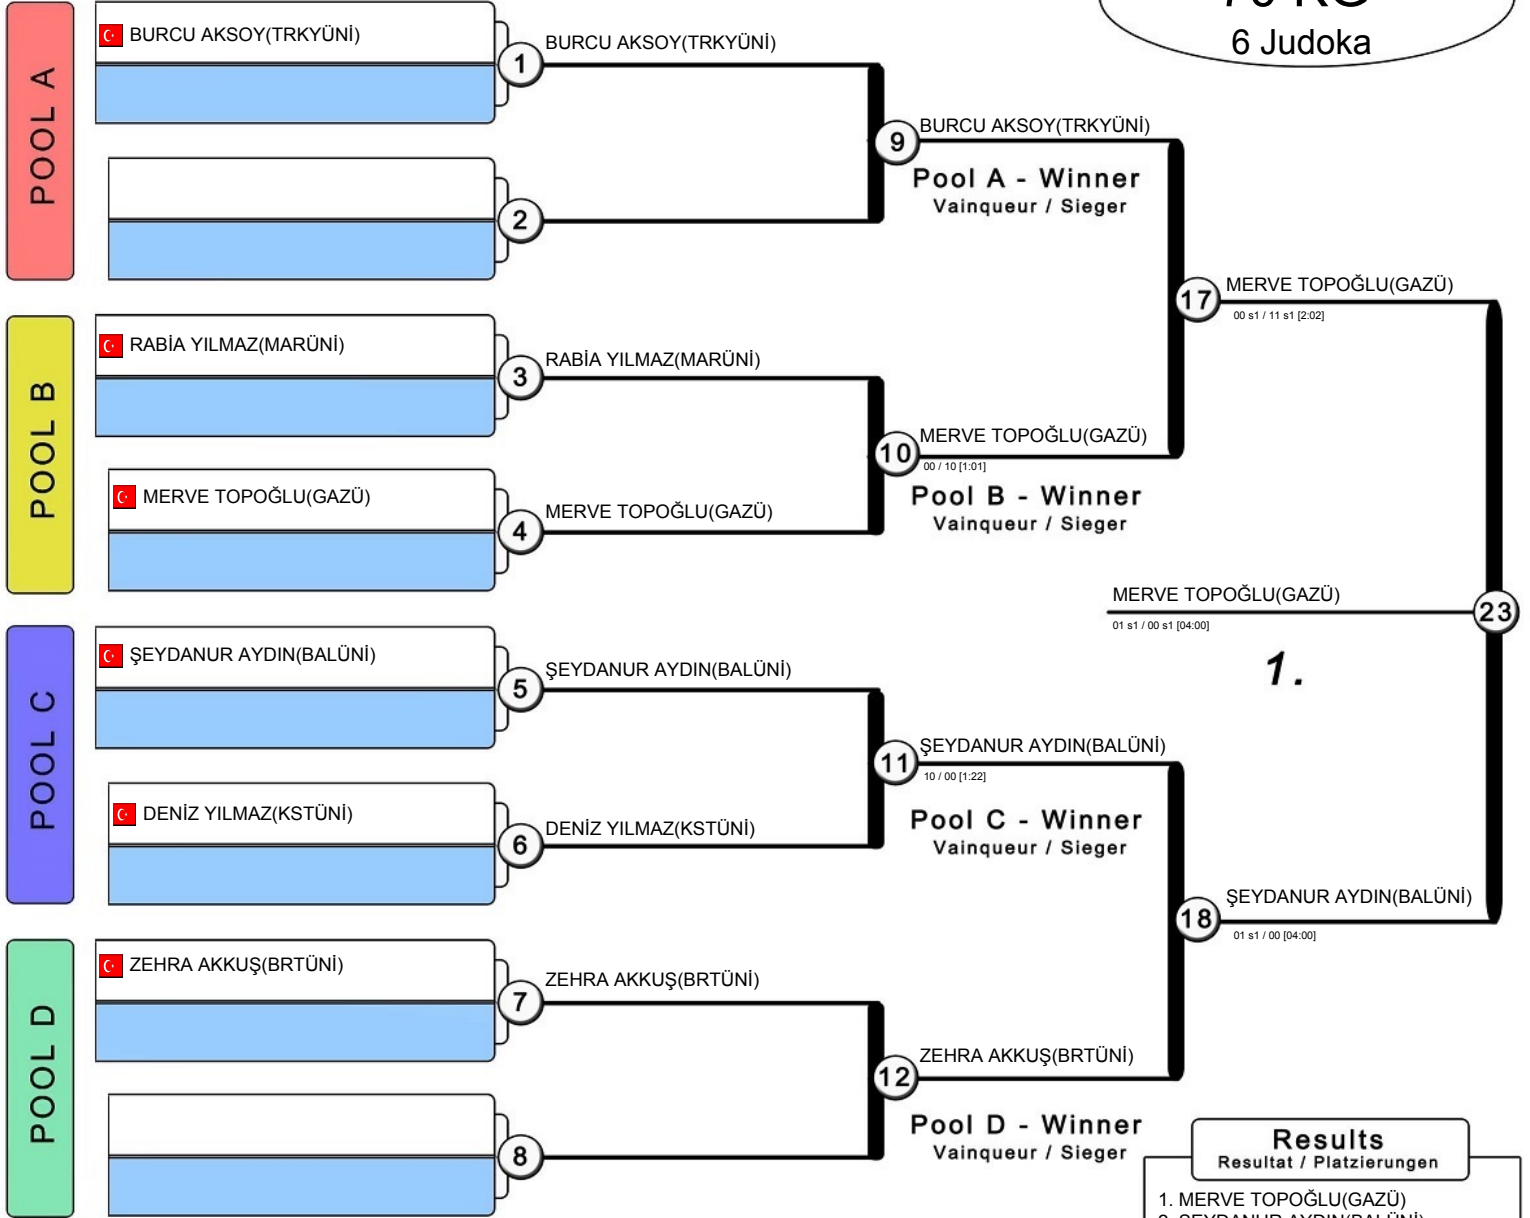 POOL A
BURCU AKSOY(TRKYÜNİ)
1
BURCU AKSOY(TRKYÜNİ)
2
9
BURCU AKSOY(TRKYÜNİ)
Pool A - Winner
Vainqueur / Sieger
KG
6 Judoka
POOL B
RABİA YILMAZ(MARÜNİ)
3
RABİA YILMAZ(MARÜNİ)
MERVE TOPOĞLU(GAZÜ)
4
MERVE TOPOĞLU(GAZÜ)
10
MERVE TOPOĞLU(GAZÜ)
00 / 10 [1:01]
Pool B - Winner
Vainqueur / Sieger
17
MERVE TOPOĞLU(GAZÜ)
00 s1 / 11 s1 [2:02]
MERVE TOPOĞLU(GAZÜ)
01 s1 / 00 s1 [04:00]
23
1.
POOL C
ŞEYDANUR AYDIN(BALÜNİ)
5
ŞEYDANUR AYDIN(BALÜNİ)
DENİZ YILMAZ(KSTÜNİ)
6
DENİZ YILMAZ(KSTÜNİ)
11
ŞEYDANUR AYDIN(BALÜNİ)
10 / 00 [1:22]
Pool C - Winner
Vainqueur / Sieger
18
ŞEYDANUR AYDIN(BALÜNİ)
01 s1 / 00 [04:00]
POOL D
ZEHRA AKKUŞ(BRTÜNİ)
7
ZEHRA AKKUŞ(BRTÜNİ)
8
12
ZEHRA AKKUŞ(BRTÜNİ)
Pool D - Winner
Vainqueur / Sieger
Results
Resultat / Platzierungen
1. MERVE TOPOĞLU(GAZÜ)
2. ŞEYDANUR AYDIN(BALÜNİ)